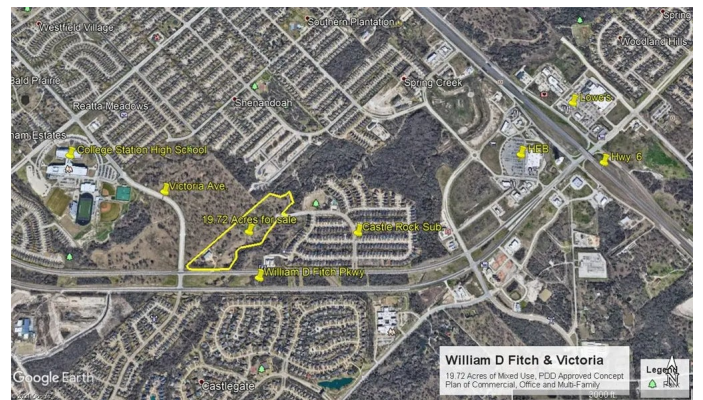 Westfield Village
Southern Plantation
Spring
Woodland Hills
Bald Prairie
Spring Creek
Reatta Meadows
Shenandoah
Lowe's
ham Estates
College Station High School
HEB
Hwy. 6
Victoria Ave.
19.72 Acres for sale
Castle Rock Sub.
William D Fitch Pkwy
William D Fitch & Victoria
19.72 Acres of Mixed Use, PDD Approved Concept
Plan of Commercial, Office and Multi-Family
Legend
Google Earth
Castlegate
3000 ft